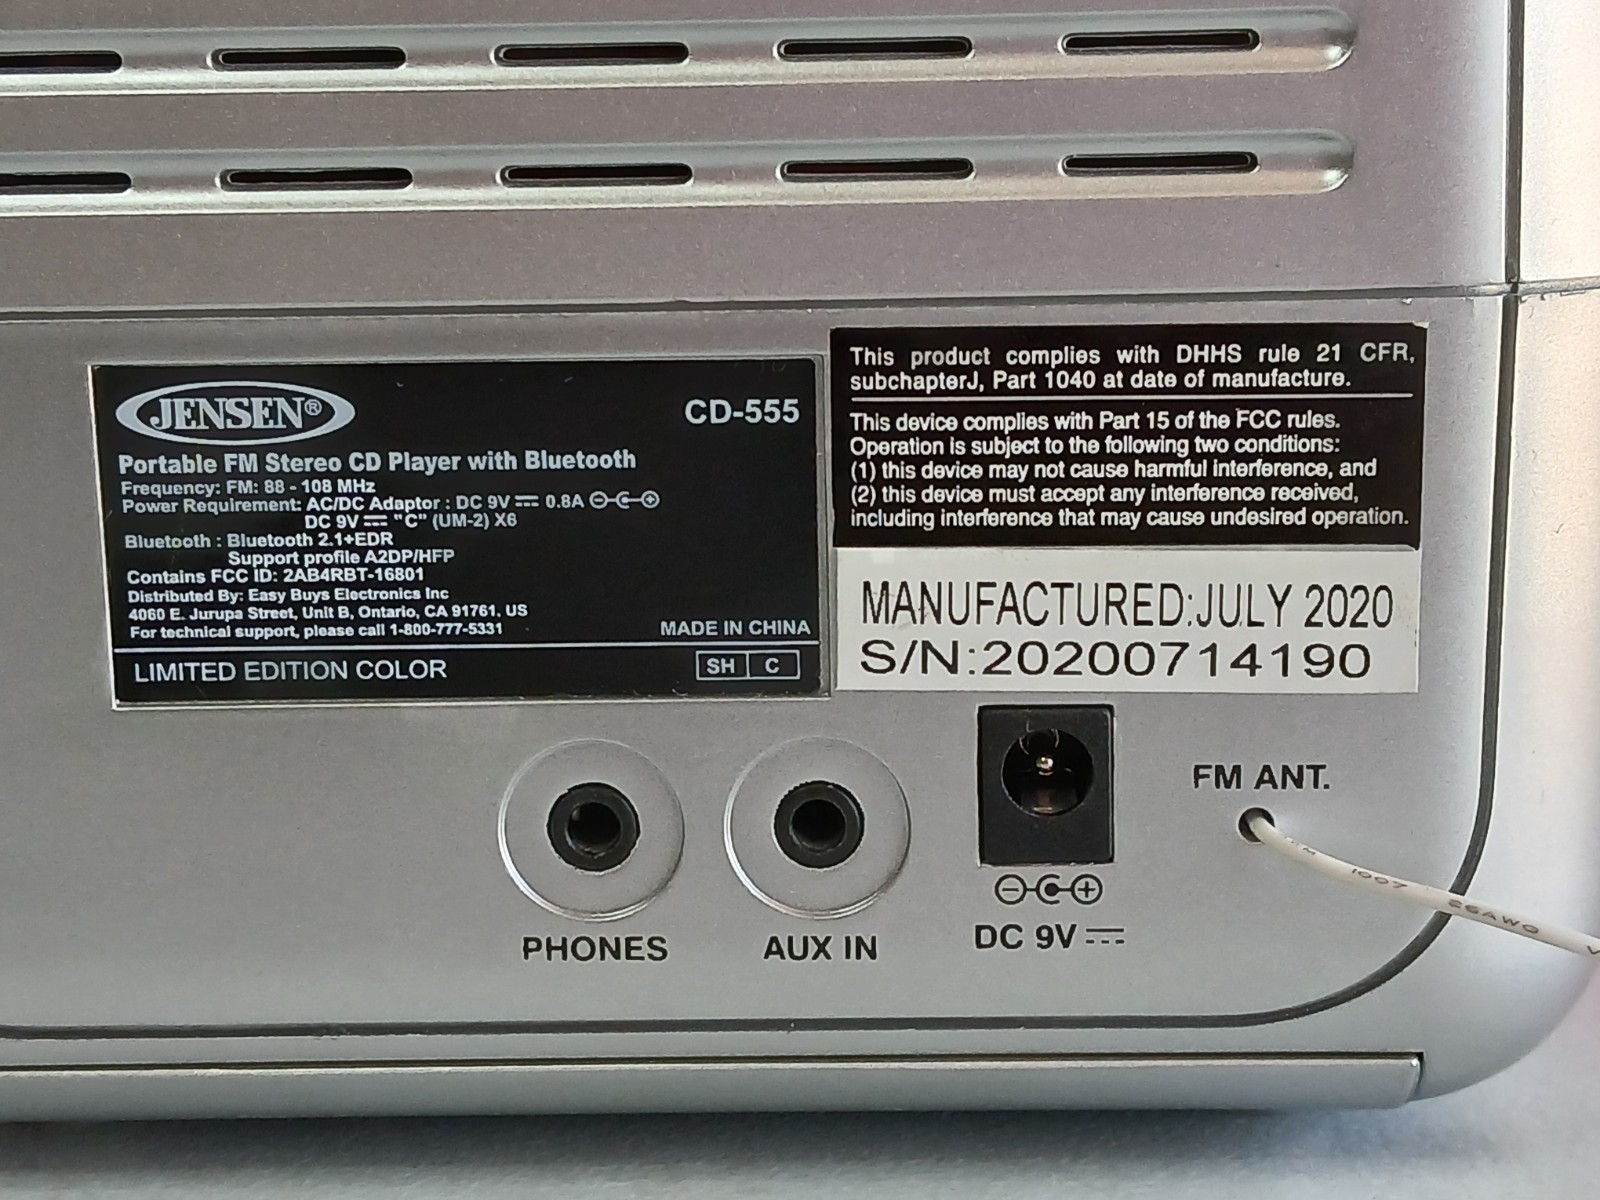 JENSEN®
CD-555
Portable FM Stereo CD Player with Bluetooth
Frequency: FM: 88 - 108 MHz
Power Requirement: AC/DC Adaptor : DC 9V ⎓ 0.8A
DC 9V ⎓ "C" (UM-2) X6
Bluetooth : Bluetooth 2.1+EDR
Support profile A2DP/HFP
Contains FCC ID: 2AB4RBT-16801
Distributed By: Easy Buys Electronics Inc
4060 E. Jurupa Street, Unit B, Ontario, CA 91761, US
For technical support, please call 1-800-777-5331
MADE IN CHINA
LIMITED EDITION COLOR
SH C
This product complies with DHHS rule 21 CFR,
subchapterJ, Part 1040 at date of manufacture.
This device complies with Part 15 of the FCC rules.
Operation is subject to the following two conditions:
(1) this device may not cause harmful interference, and
(2) this device must accept any interference received,
including interference that may cause undesired operation.
MANUFACTURED:JULY 2020
S/N:20200714190
PHONES
AUX IN
DC 9V ⎓
FM ANT.
1007 26AWG